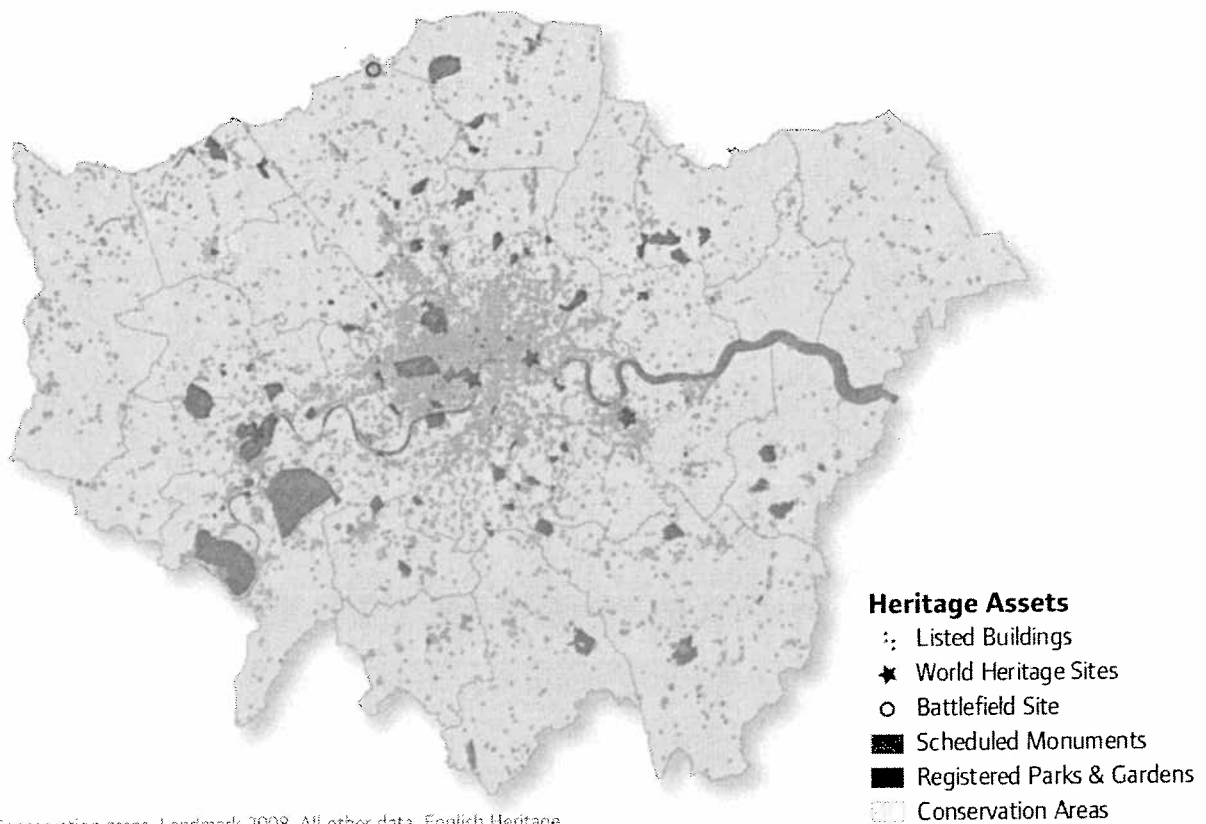 Heritage Assets
Listed Buildings
World Heritage Sites
Battlefield Site
Scheduled Monuments
Registered Parks & Gardens
Conservation Areas
Landmark 2008. All other data, English Heritage